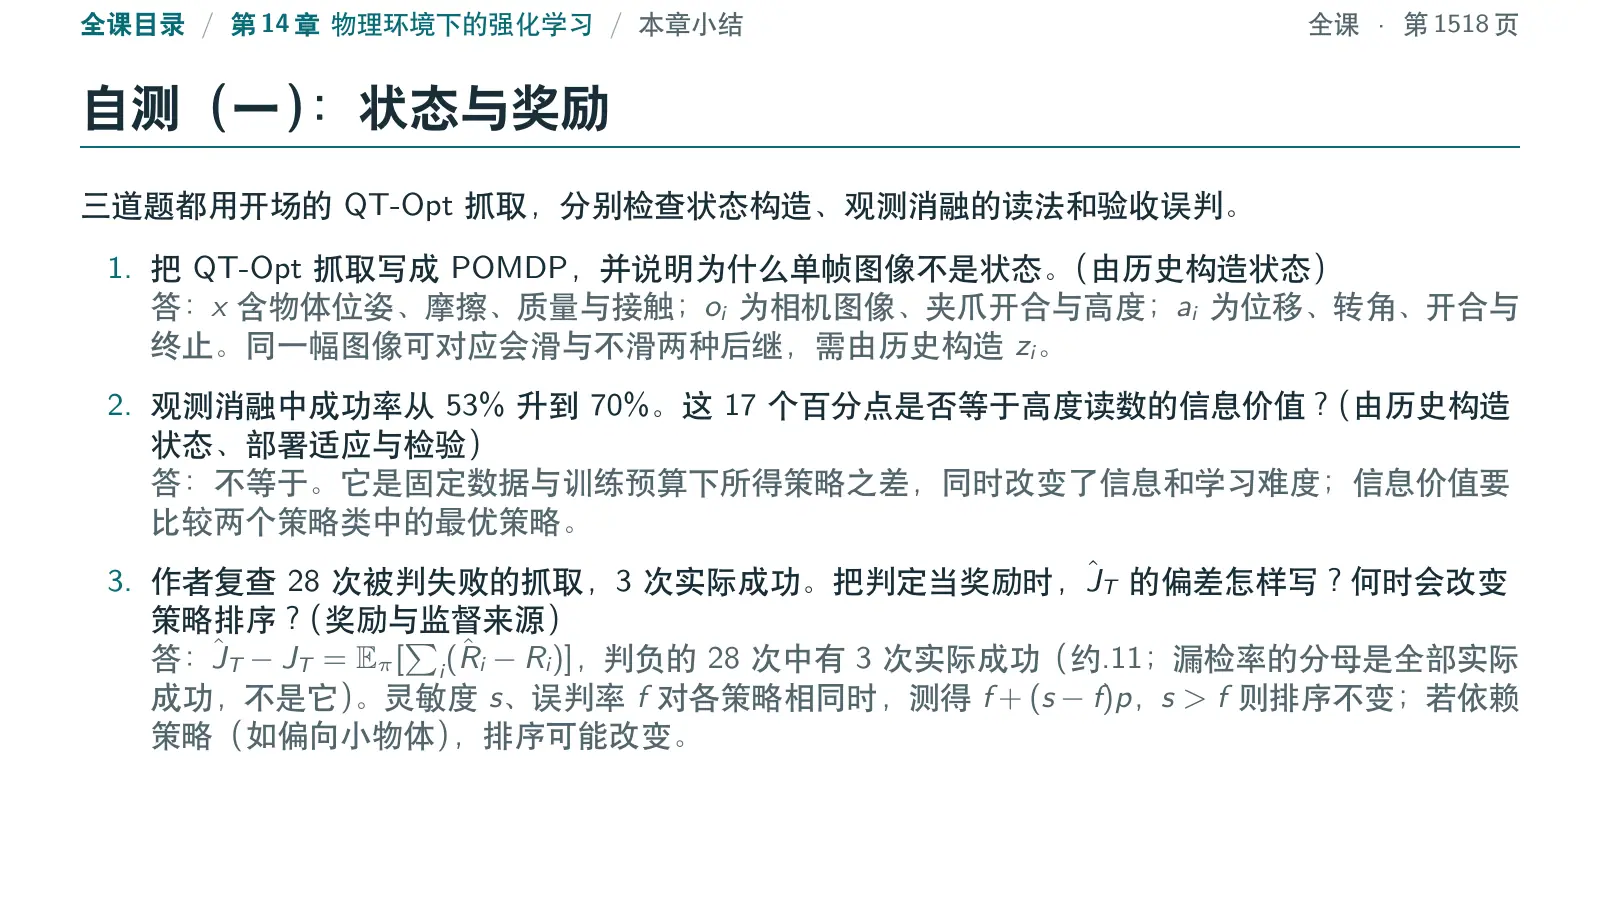 全课目录 / 第 14 章 物理环境下的强化学习 / 本章小结
全课 · 第 1518 页
自测（一）：状态与奖励
三道题都用开场的 QT-Opt 抓取，分别检查状态构造、观测消融的读法和验收误判。
1. 把 QT-Opt 抓取写成 POMDP，并说明为什么单帧图像不是状态。（由历史构造状态）
答：x 含物体位姿、摩擦、质量与接触；oᵢ 为相机图像、夹爪开合与高度；aᵢ 为位移、转角、开合与
终止。同一幅图像可对应会滑与不滑两种后继，需由历史构造 zᵢ。
2. 观测消融中成功率从 53% 升到 70%。这 17 个百分点是否等于高度读数的信息价值？（由历史构造
状态、部署适应与检验）
答：不等于。它是固定数据与训练预算下所得策略之差，同时改变了信息和学习难度；信息价值要
比较两个策略类中的最优策略。
3. 作者复查 28 次被判失败的抓取，3 次实际成功。把判定当奖励时，Ĵ_T 的偏差怎样写？何时会改变
策略排序？（奖励与监督来源）
答：Ĵ_T − J_T = 𝔼_π[∑ᵢ(R̂ᵢ − Rᵢ)]，判负的 28 次中有 3 次实际成功（约.11；漏检率的分母是全部实际
成功，不是它）。灵敏度 s、误判率 f 对各策略相同时，测得 f + (s − f)p，s > f 则排序不变；若依赖
策略（如偏向小物体），排序可能改变。